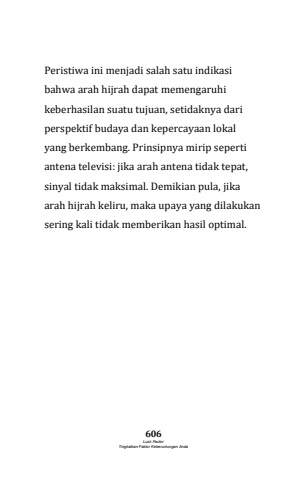 Peristiwa ini menjadi salah satu indikasi
bahwa arah hijrah dapat memengaruhi
keberhasilan suatu tujuan, setidaknya dari
perspektif budaya dan kepercayaan lokal
yang berkembang. Prinsipnya mirip seperti
antena televisi: jika arah antena tidak tepat,
sinyal tidak maksimal. Demikian pula, jika
arah hijrah keliru, maka upaya yang dilakukan
sering kali tidak memberikan hasil optimal.
606
Luck Radar
Tingkatkan Faktor Keberuntungan Anda